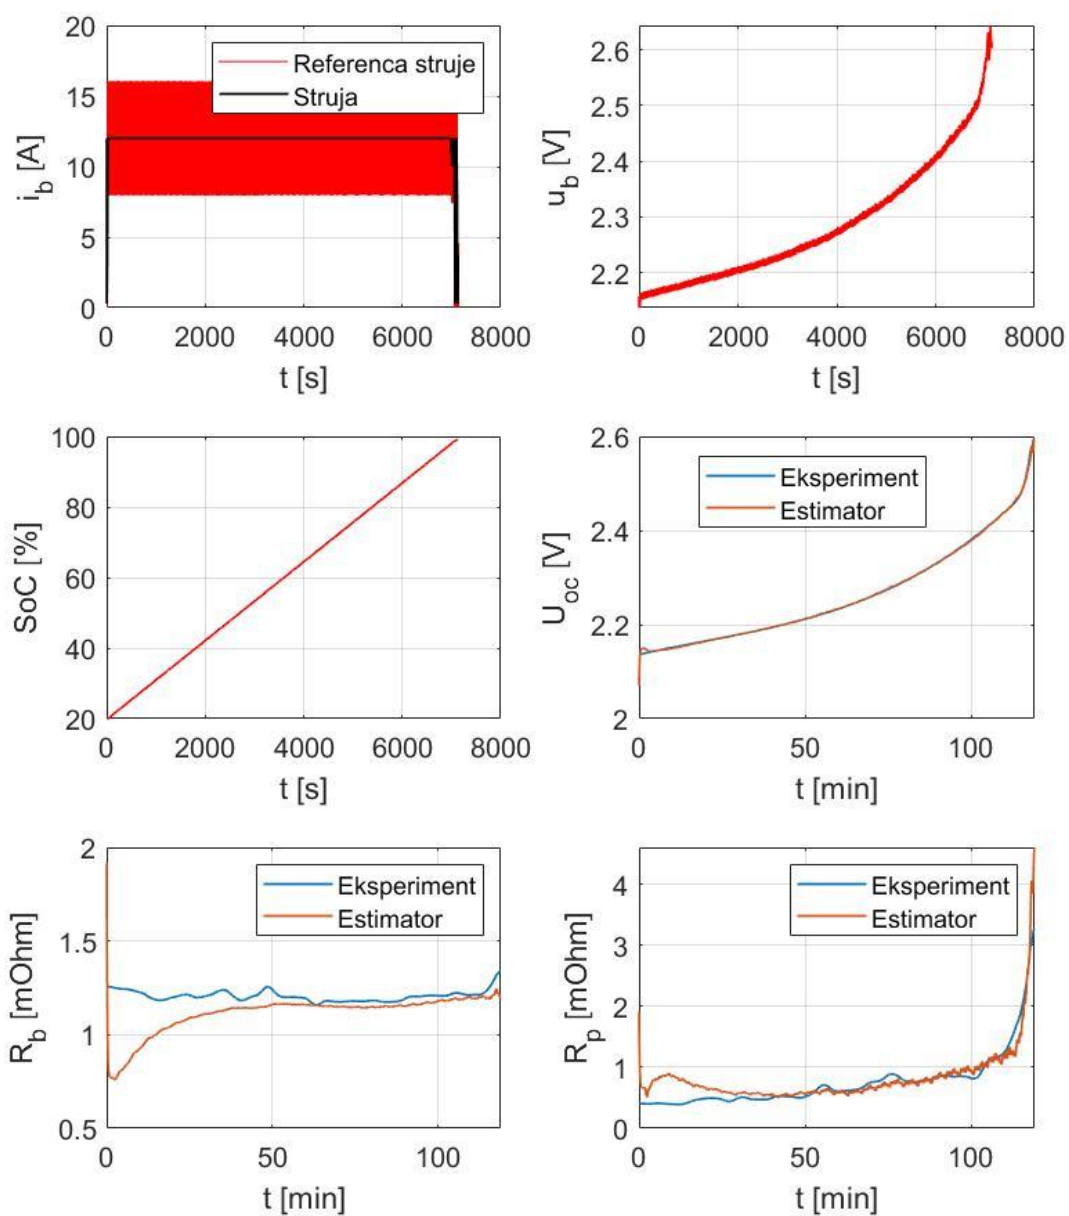 20
15
10
5
0
i_b [A]
Referenca struje
Struja
0
2000
4000
6000
8000
t [s]
2.6
2.5
2.4
2.3
2.2
u_b [V]
0
2000
4000
6000
8000
t [s]
100
80
60
40
20
SoC [%]
0
2000
4000
6000
8000
t [s]
2.6
2.4
2.2
2
U_oc [V]
Eksperiment
Estimator
0
50
100
t [min]
2
1.5
1
0.5
R_b [mOhm]
Eksperiment
Estimator
0
50
100
t [min]
4
3
2
1
0
R_p [mOhm]
Eksperiment
Estimator
0
50
100
t [min]